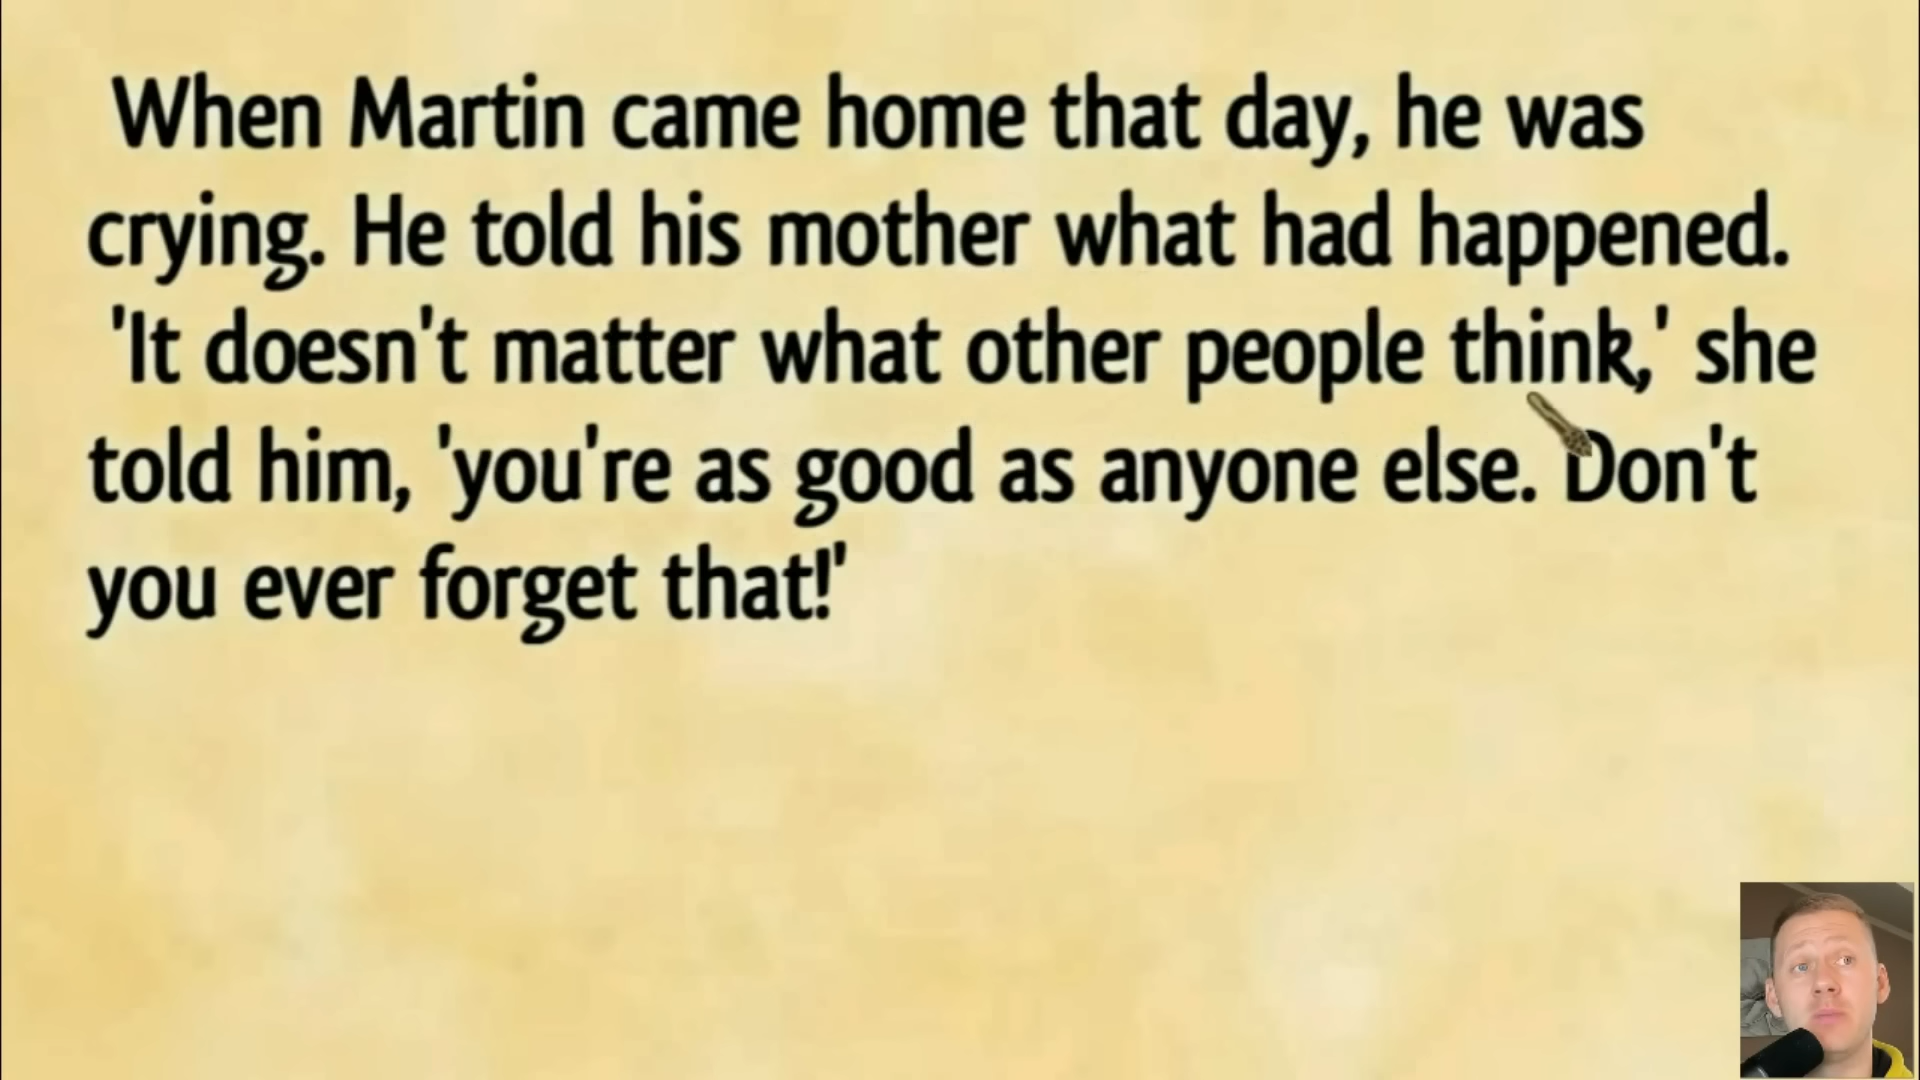 When Martin came home that day, he was
crying. He told his mother what had happened.
'It doesn't matter what other people think,' she
told him, 'you're as good as anyone else. Don't
you ever forget that!'